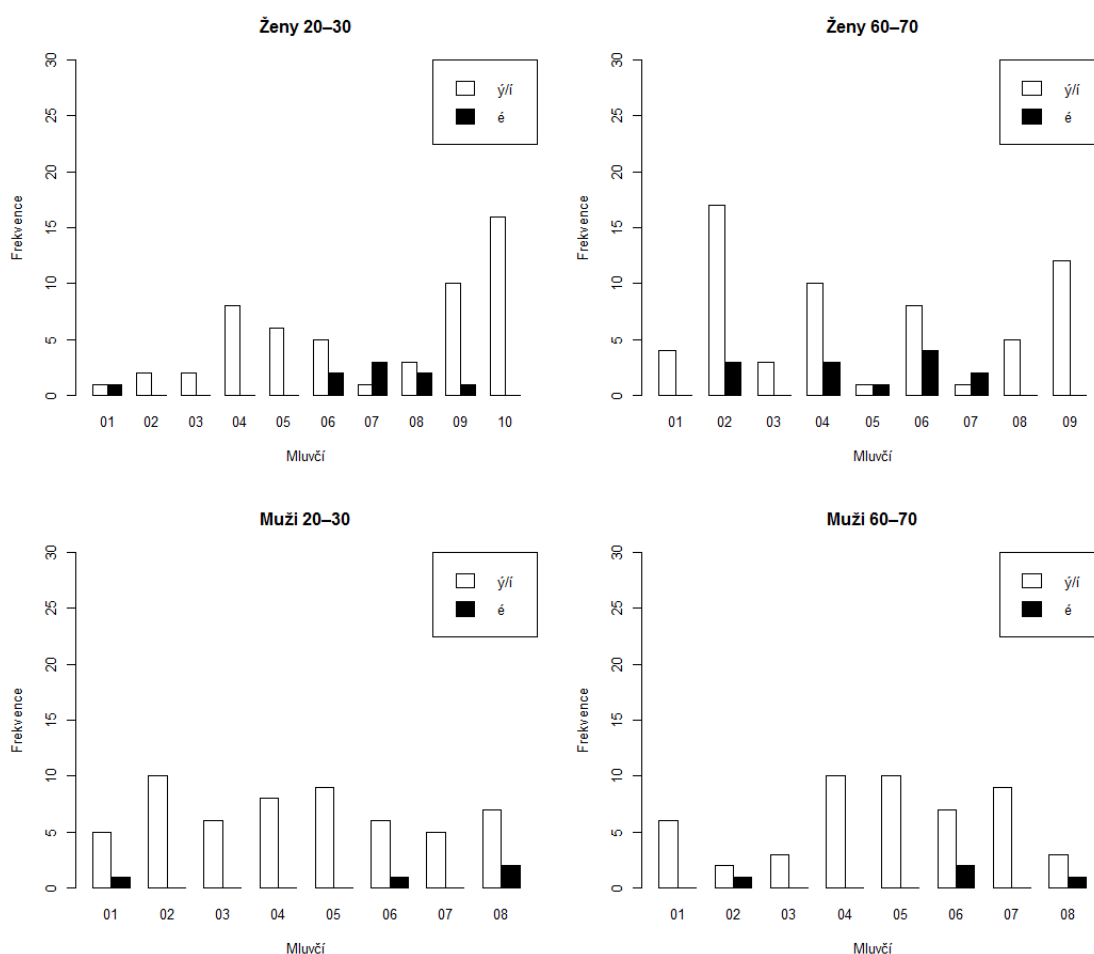 Ženy 20–30
30
25
20
15
10
5
0
Frekvence
ý/í
é
01 02 03 04 05 06 07 08 09 10
Mluvčí
Ženy 60–70
30
25
20
15
10
5
0
Frekvence
ý/í
é
01 02 03 04 05 06 07 08 09
Mluvčí
Muži 20–30
30
25
20
15
10
5
0
Frekvence
ý/í
é
01 02 03 04 05 06 07 08
Mluvčí
Muži 60–70
30
25
20
15
10
5
0
Frekvence
ý/í
é
01 02 03 04 05 06 07 08
Mluvčí